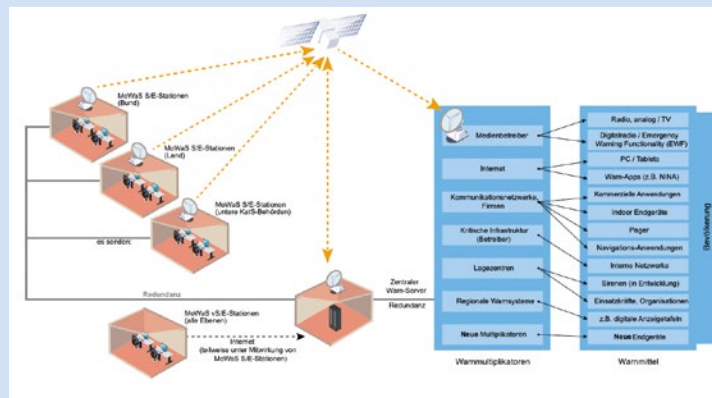 MoWaS S/E-Stationen
(Bund)
MoWaS S/E-Stationen
(Land)
MoWaS S/E-Stationen
(untere KatS-Behörden)
es senden:
Redundanz
MoWaS vS/E-Stationen
(alle Ebenen)
Internet
(teilweise unter Mitwirkung von
MoWaS S/E-Stationen)
Zentraler
Warn-Server
Redundanz
Medienbetreiber
Internet
Kommunikationsnetzwerke,
Firmen
Kritische Infrastruktur
(Betreiber)
Lagezentren
Regionale Warnsysteme
Neue Multiplikatoren
Warnmultiplikatoren
Radio, analog / TV
Digitalradio / Emergency
Warning Functionality (EWF)
PC / Tablets
Warn-Apps (z.B. NINA)
Kommerzielle Anwendungen
Indoor Endgeräte
Pager
Navigations-Anwendungen
Interne Netzwerke
Sirenen (in Entwicklung)
Einsatzkräfte, Organisationen
z.B. digitale Anzeigetafeln
Neue Endgeräte
Warnmittel
Bevölkerung